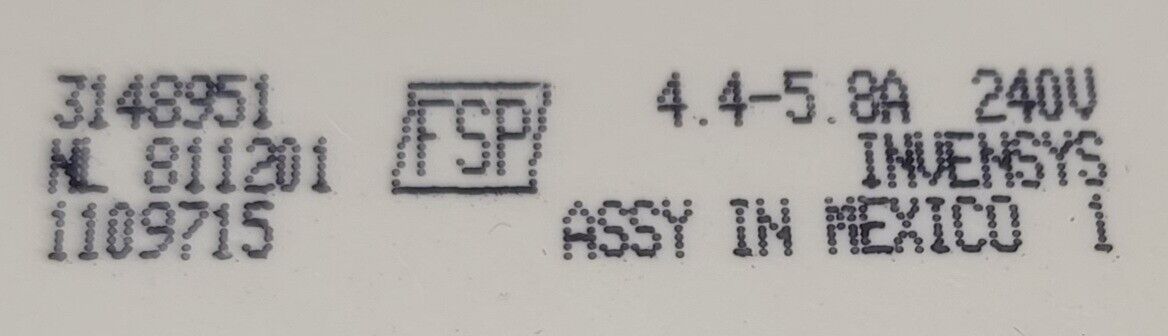 3148951 FSP 4.4-5.8A 240V
NL 811201 INVENSYS
1109715 ASSY IN MEXICO 1